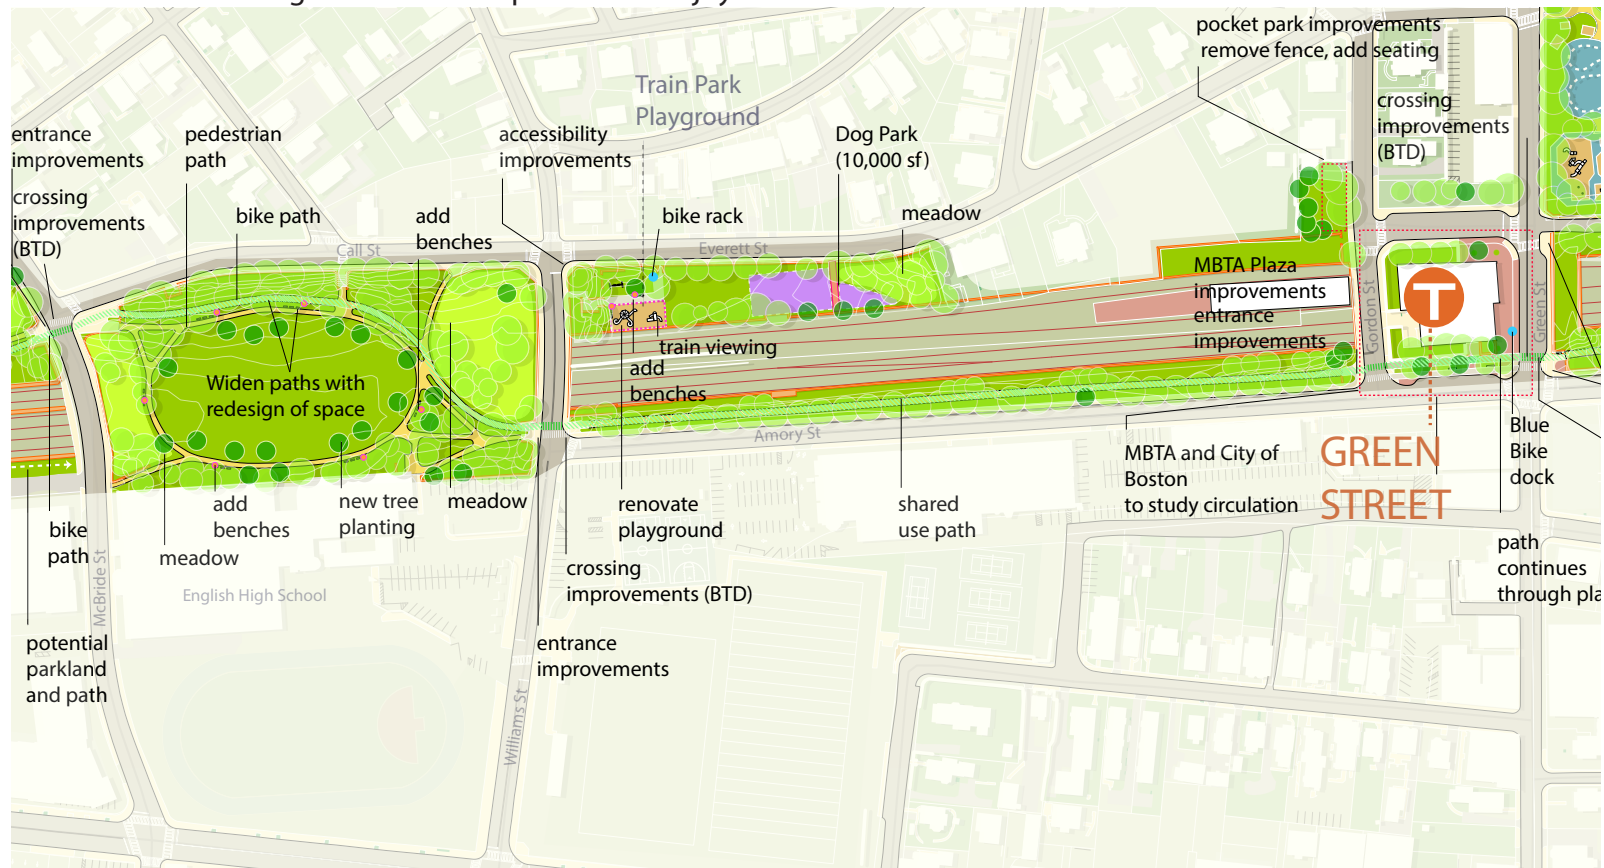 pocket park improvements
remove fence, add seating
Train Park
Playground
crossing
improvements
(BTD)
entrance
improvements
pedestrian
path
accessibility
improvements
Dog Park
(10,000 sf)
crossing
improvements
(BTD)
bike path
add
benches
bike rack
meadow
Call St
Everett St
MBTA Plaza
improvements
entrance
improvements
T
Gordon St
Green St
train viewing
add
benches
Widen paths with
redesign of space
Amory St
Blue
Bike
dock
GREEN
STREET
MBTA and City of
Boston
to study circulation
add
benches
new tree
planting
meadow
renovate
playground
shared
use path
bike
path
meadow
path
continues
through pla
crossing
improvements (BTD)
McBride St
English High School
potential
parkland
and path
entrance
improvements
Williams St